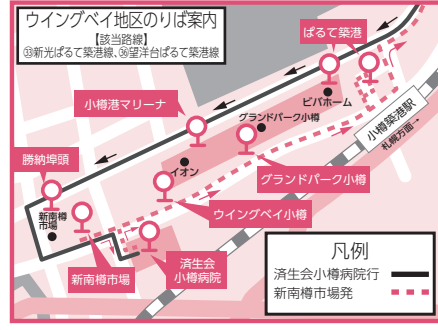 ウイングベイ地区のりば案内
【該当路線】
㉝新光ぱるて築港線、㊱望洋台ぱるて築港線
ぱるて築港
小樽港マリーナ
ビバホーム
グランドパーク小樽
小樽築港駅
札幌方面→
勝納埠頭
イオン
グランドパーク小樽
新南樽
市場
ウイングベイ小樽
新南樽市場
済生会
小樽病院
凡例
済生会小樽病院行
新南樽市場発